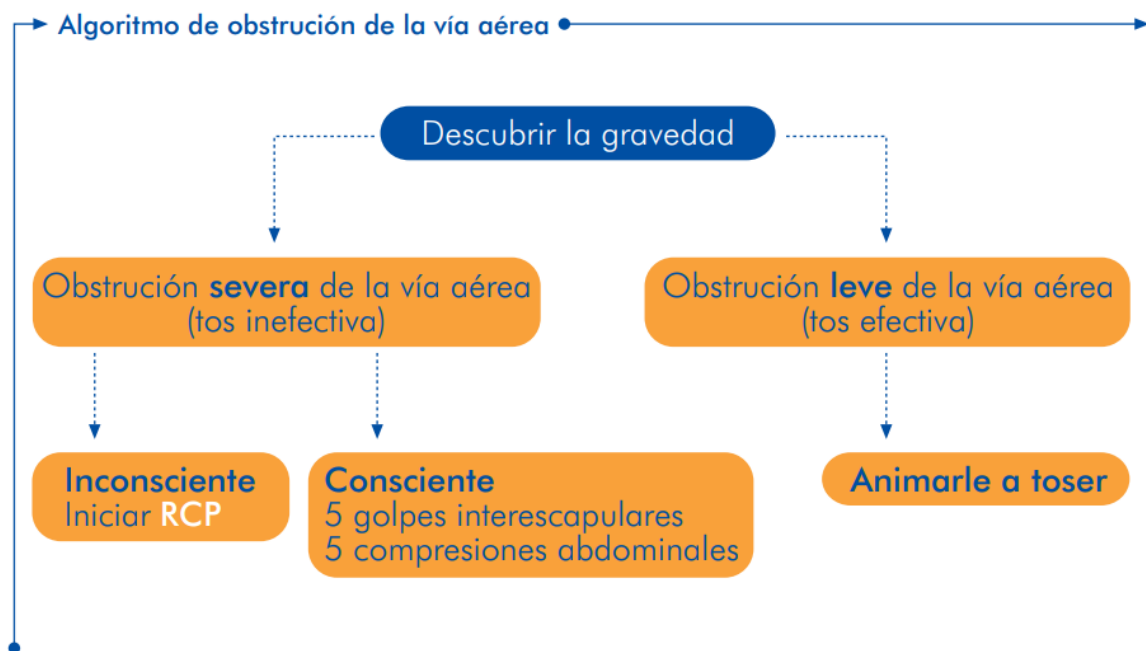 Algoritmo de obstrución de la vía aérea
Descubrir la gravedad
Obstrución severa de la vía aérea
(tos inefectiva)
Obstrución leve de la vía aérea
(tos efectiva)
Inconsciente
Iniciar RCP
Consciente
5 golpes interescapulares
5 compresiones abdominales
Animarle a toser